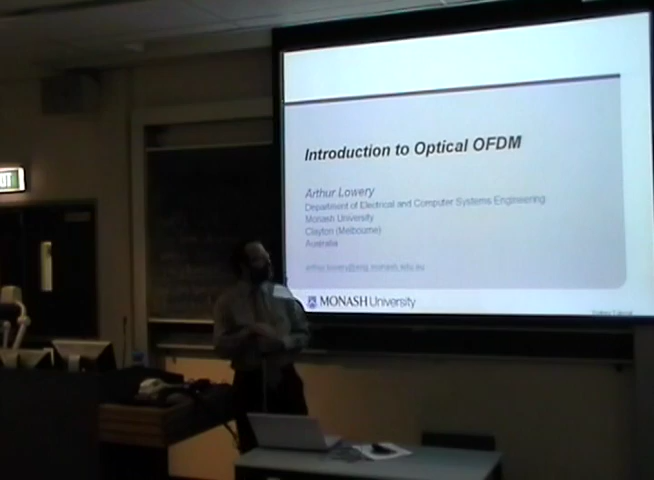 Introduction to Optical OFDM
Arthur Lowery
Department of Electrical and Computer Systems Engineering
Monash University
Clayton (Melbourne)
Australia
MONASH University